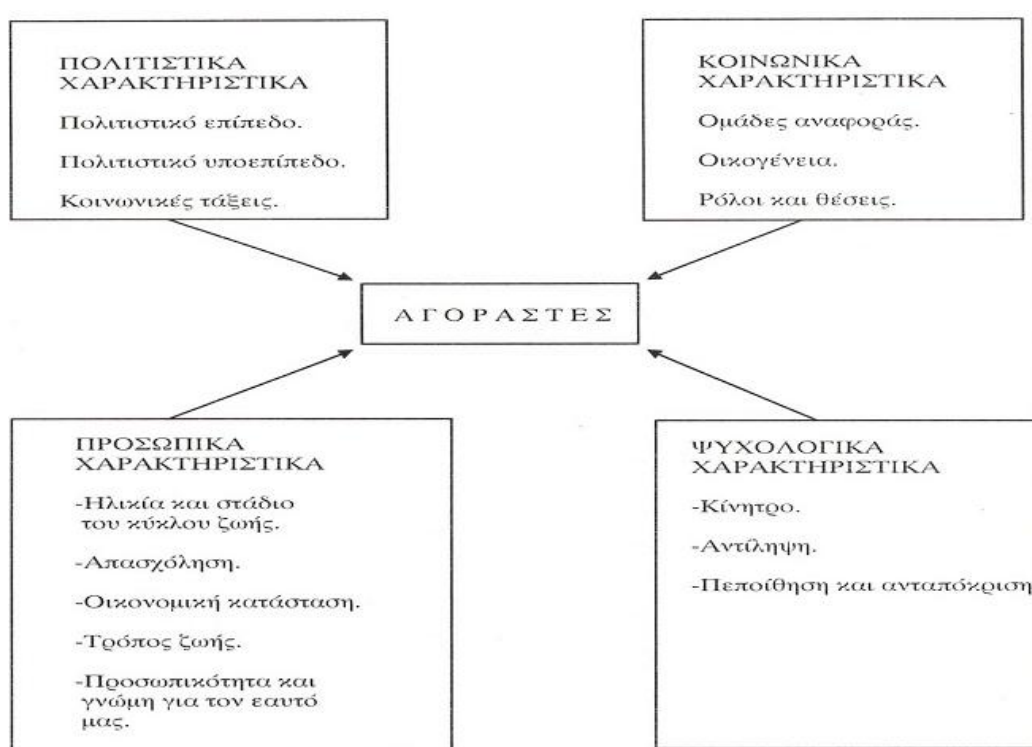 ΠΟΛΙΤΙΣΤΙΚΑ
ΧΑΡΑΚΤΗΡΙΣΤΙΚΑ
Πολιτιστικό επίπεδο.
Πολιτιστικό υποεπίπεδο.
Κοινωνικές τάξεις.
ΚΟΙΝΩΝΙΚΑ
ΧΑΡΑΚΤΗΡΙΣΤΙΚΑ
Ομάδες αναφοράς.
Οικογένεια.
Ρόλοι και θέσεις.
ΑΓΟΡΑΣΤΕΣ
ΠΡΟΣΩΠΙΚΑ
ΧΑΡΑΚΤΗΡΙΣΤΙΚΑ
-Ηλικία και στάδιο
του κύκλου ζωής.
-Απασχόληση.
-Οικονομική κατάσταση.
-Τρόπος ζωής.
-Προσωπικότητα και
γνώμη για τον εαυτό
μας.
ΨΥΧΟΛΟΓΙΚΑ
ΧΑΡΑΚΤΗΡΙΣΤΙΚΑ
-Κίνητρο.
-Αντίληψη.
-Πεποίθηση και ανταπόκριση